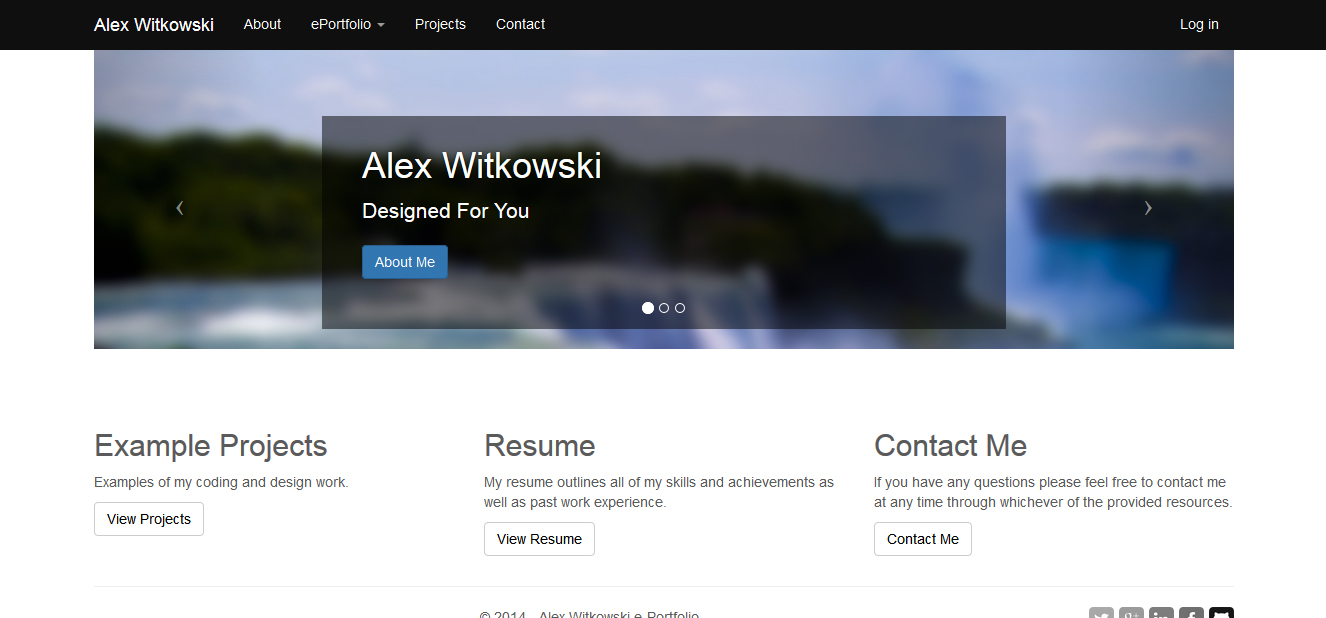 Alex Witkowski About ePortfolio Projects Contact Log in
Alex Witkowski
Designed For You
About Me
Example Projects
Examples of my coding and design work.
View Projects
Resume
My resume outlines all of my skills and achievements as
well as past work experience.
View Resume
Contact Me
If you have any questions please feel free to contact me
at any time through whichever of the provided resources.
Contact Me
© 2014 - Alex Witkowski e-Portfolio